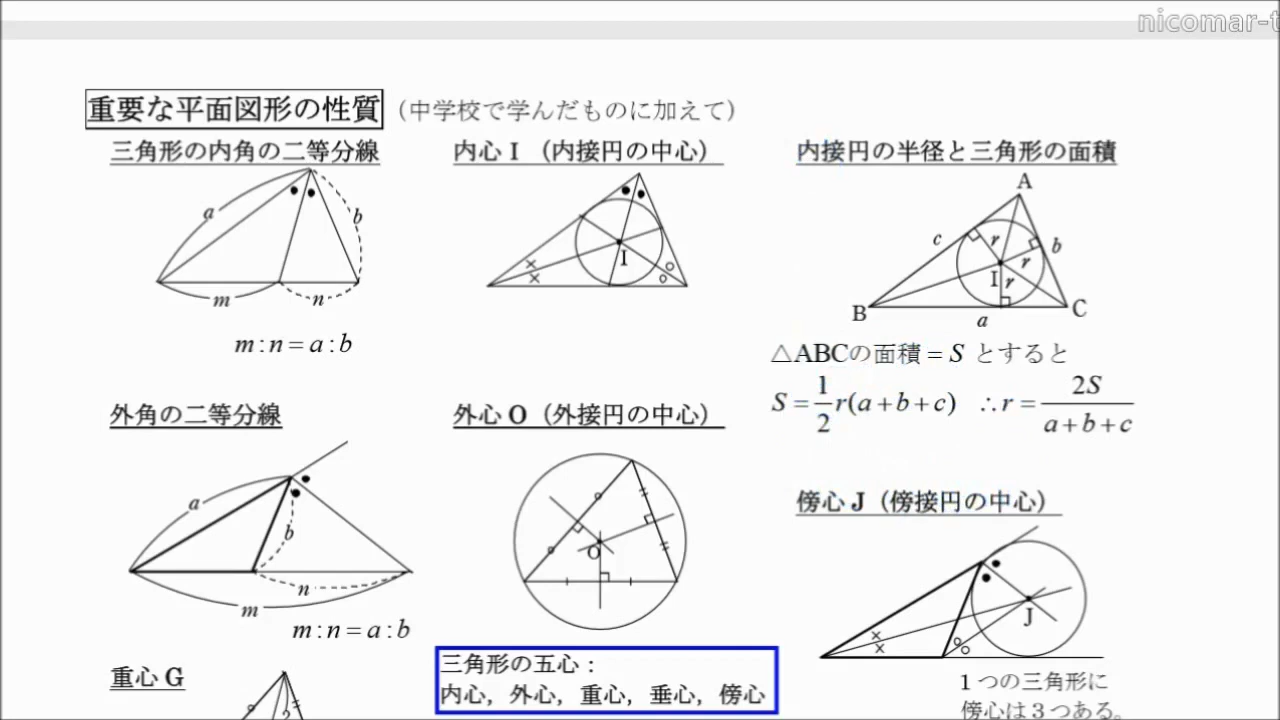 nicomar-t
重要な平面図形の性質（中学校で学んだものに加えて）
三角形の内角の二等分線
a
b
m
n
m : n = a : b
内心 I （内接円の中心）
I
内接円の半径と三角形の面積
A
c
r
b
r
I
r
B
C
a
△ABCの面積 = S とすると
S = 1/2 r(a+b+c) ∴ r = 2S/(a+b+c)
外角の二等分線
a
b
n
m
m : n = a : b
外心 O（外接円の中心）
O
傍心 J（傍接円の中心）
J
1 つの三角形に
傍心は 3 つある。
重心 G
2
三角形の五心：
内心，外心，重心，垂心，傍心